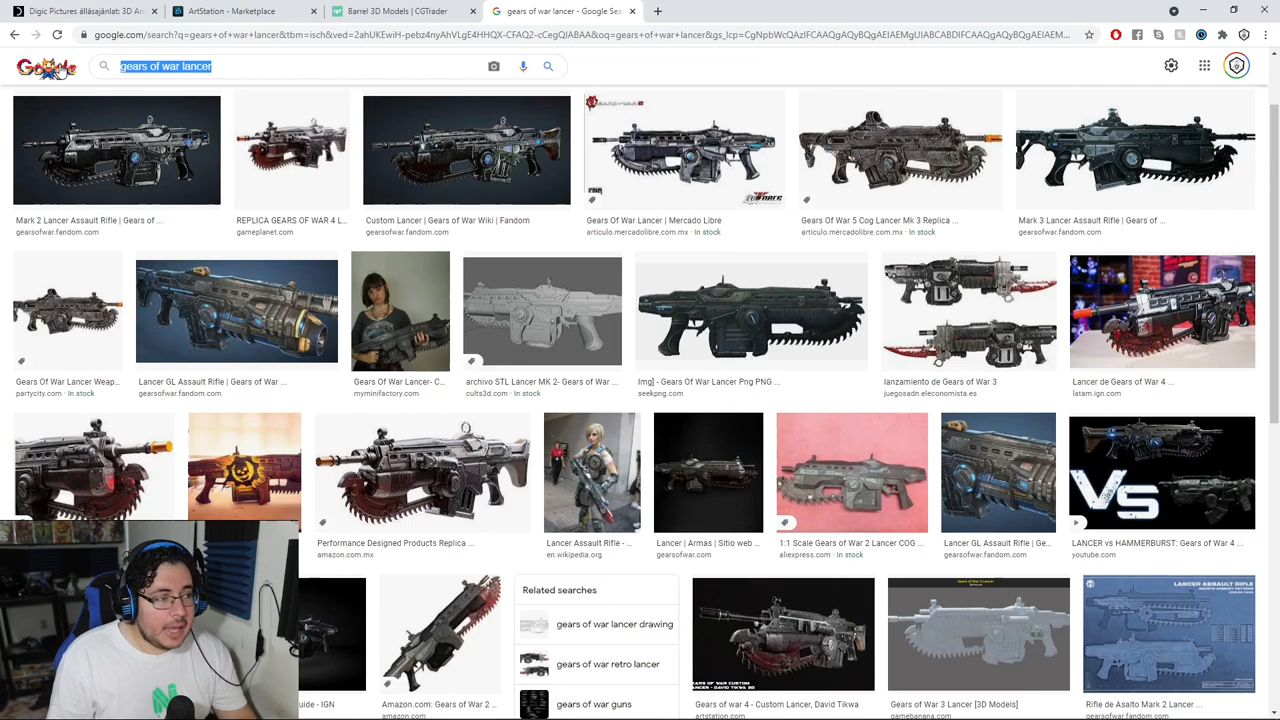 Digic Pictures állásajánlat: 3D Ar
ArtStation - Marketplace
Barrel 3D Models | CGTrader
gears of war lancer - Google Sea
google.com/search?q=gears+of+war+lancer&tbm=isch&ved=2ahUKEwiH-pebz4nyAhVLgE4HHQX-CFAQ2-cCegQIABAA&oq=gears+of+war+lancer&gs_lcp=CgNpbWcQAzIFCAAQgAQyBQgAEIAEMgUIABCABDIFCAAQgAQyBQgAEIAEMgUIABCABDIFCAAQgAQyBQgAEIAEM...
gears of war lancer
Mark 2 Lancer Assault Rifle | Gears of ...
gearsofwar.fandom.com
REPLICA GEARS OF WAR 4 L...
gameplanet.com
Custom Lancer | Gears of War Wiki | Fandom
gearsofwar.fandom.com
Gears Of War Lancer | Mercado Libre
articulo.mercadolibre.com.mx · In stock
Gears Of War 5 Cog Lancer Mk 3 Replica ...
articulo.mercadolibre.com.mx · In stock
Mark 3 Lancer Assault Rifle | Gears of ...
gearsofwar.fandom.com
Gears Of War Lancer Weap...
partycity.com · In stock
Lancer GL Assault Rifle | Gears of War ...
gearsofwar.fandom.com
Gears Of War Lancer- C...
myminifactory.com
archivo STL Lancer MK 2- Gears of War ...
cults3d.com · In stock
Img] - Gears Of War Lancer Png PNG ...
seekpng.com
lanzamiento de Gears of War 3
juegosadn.eleconomista.es
Lancer de Gears of War 4 ...
latam.ign.com
Vs
Performance Designed Products Replica ...
amazon.com.mx
Lancer Assault Rifle - ...
en.wikipedia.org
Lancer | Armas | Sitio web ...
gearsofwar.com
1:1 Scale Gears of War 2 Lancer COG ...
aliexpress.com · In stock
Lancer GL Assault Rifle | Ge...
gearsofwar.fandom.com
LANCER vs HAMMERBURST: Gears of War 4 ...
youtube.com
Related searches
gears of war lancer drawing
gears of war retro lancer
gears of war guns
LANCER ASSAULT RIFLE
uide - IGN
Amazon.com: Gears of War 2 ...
amazon.com
Gears of war 4 - Custom Lancer, David Tikwa
artstation.com
Gears of War 3 Lancer [3D Models]
gamebanana.com
Rifle de Asalto Mark 2 Lancer ...
gearsofwar.fandom.com